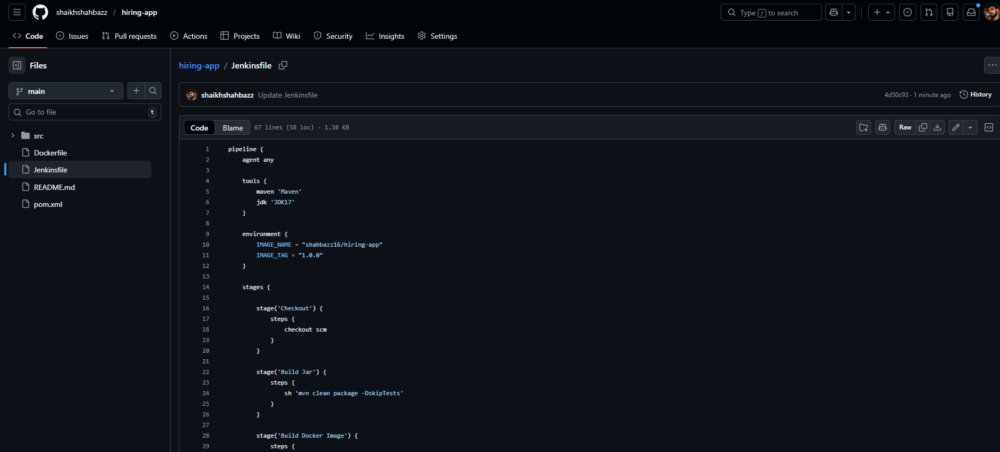 shaikhshahbazz / hiring-app
Type / to search
Code Issues Pull requests Actions Projects Wiki Security Insights Settings
Files
main
Go to file t
src
Dockerfile
Jenkinsfile
README.md
pom.xml
hiring-app / Jenkinsfile
shaikhshahbazz Update Jenkinsfile
4d50c93 · 1 minute ago History
Code Blame 67 lines (58 loc) · 1.38 KB
Raw
1 pipeline {
2 agent any
3
4 tools {
5 maven 'Maven'
6 jdk 'JDK17'
7 }
8
9 environment {
10 IMAGE_NAME = "shahbazz16/hiring-app"
11 IMAGE_TAG = "1.0.0"
12 }
13
14 stages {
15
16 stage('Checkout') {
17 steps {
18 checkout scm
19 }
20 }
21
22 stage('Build Jar') {
23 steps {
24 sh 'mvn clean package -DskipTests'
25 }
26 }
27
28 stage('Build Docker Image') {
29 steps {